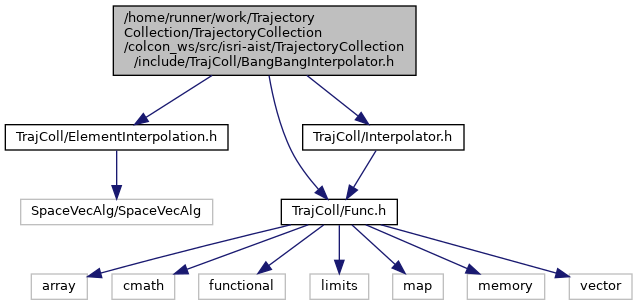 /home/runner/work/Trajectory
Collection/TrajectoryCollection
/colcon_ws/src/isri-aist/TrajectoryCollection
/include/TrajColl/BangBangInterpolator.h
TrajColl/ElementInterpolation.h
TrajColl/Interpolator.h
SpaceVecAlg/SpaceVecAlg
TrajColl/Func.h
array
cmath
functional
limits
map
memory
vector